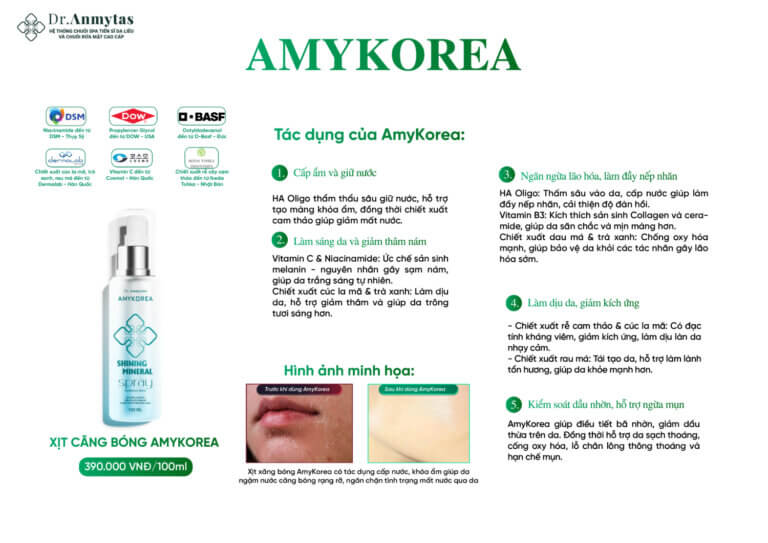 Dr.Anmytas
HỆ THỐNG CHUỖI SPA TIẾN SĨ DA LIỄU
VÀ CHUỖI RỬA MẶT CAO CẤP
AMYKOREA
DSM
DOW
BASF
Niacinamide đến từ
DSM - Thụy Sỹ
Propylencer Glynol
đến từ DOW - USA
Octyldodecanol
đến từ D-Basf - Đức
dermalab
Chiết xuất cúc la mã, trà
xanh, rau má đến từ
Dermalab - Hàn Quốc
Vitamin C đến từ
Cosmol - Hàn Quốc
Chiết xuất rễ cây cam
thảo đến từ Ikeda
Tohka - Nhật Bản
Dr. Anmytas
AMYKOREA
SHINING
MINERAL
spray
XỊT CĂNG BÓNG AMYKOREA
390.000 VNĐ/100ml
Tác dụng của AmyKorea:
1. Cấp ẩm và giữ nước
HA Oligo thẩm thấu sâu giữ nước, hỗ trợ
tạo màng khóa ẩm, đồng thời chiết xuất
cam thảo giúp giảm mất nước.
2. Làm sáng da và giảm thâm nám
Vitamin C & Niacinamide: Ức chế sản sinh
melanin - nguyên nhân gây sạm nám,
giúp da trắng sáng tự nhiên.
Chiết xuất cúc la mã & trà xanh: Làm dịu
da, hỗ trợ giảm thâm và giúp da trông
tươi sáng hơn.
Hình ảnh minh họa:
Trước khi dùng AmyKorea
Sau khi dùng AmyKorea
Xịt xăng bóng AmyKorea có tác dụng cấp nước, khóa ẩm giúp da
ngậm nước căng bóng rạng rỡ, ngăn chặn tình trạng mất nước qua da
3. Ngăn ngừa lão hóa, làm đầy nếp nhăn
HA Oligo: Thấm sâu vào da, cấp nước giúp làm
đầy nếp nhăn, cải thiện độ đàn hồi.
Vitamin B3: Kích thích sản sinh Collagen và cera-
mide, giúp da săn chắc và mịn màng hơn.
Chiết xuất dau má & trà xanh: Chống oxy hóa
mạnh, giúp bảo vệ da khỏi các tác nhân gây lão
hóa sớm.
4. Làm dịu da, giảm kích ứng
- Chiết xuất rễ cam thảo & cúc la mã: Có đạc
tính kháng viêm, giảm kích ứng, làm dịu làn da
nhạy cảm.
- Chiết xuất rau má: Tái tạo da, hỗ trợ làm lành
tổn hương, giúp da khỏe mạnh hơn.
5. Kiểm soát dầu nhờn, hỗ trợ ngừa mụn
AmyKorea giúp điều tiết bã nhờn, giảm dầu
thừa trên da. Đồng thời hỗ trợ da sạch thoáng,
cống oxy hóa, lỗ chân lông thông thoáng và
hạn chế mụn.